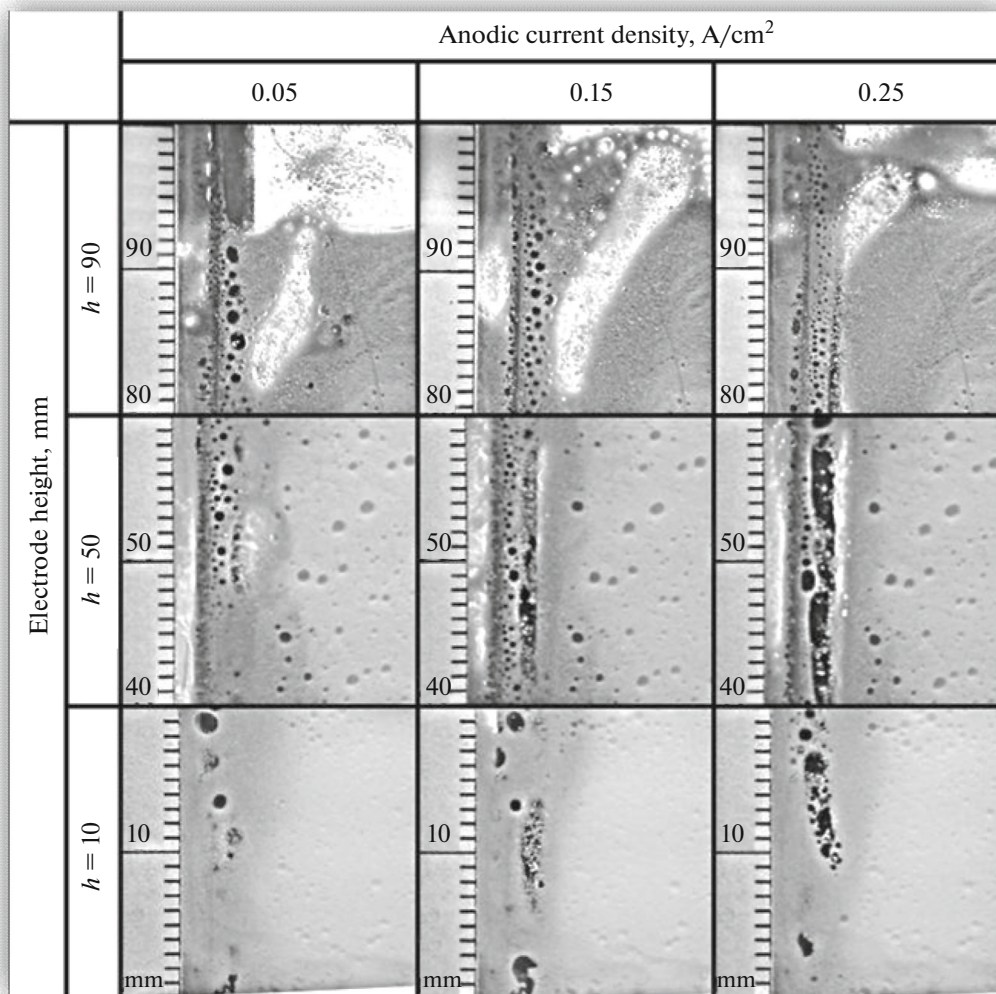 Anodic current density, A/cm²
0.05 0.15 0.25
Electrode height, mm
h = 90
90 90 90
80 80 80
h = 50
50 50 50
40 40 40
h = 10
10 10 10
mm mm mm